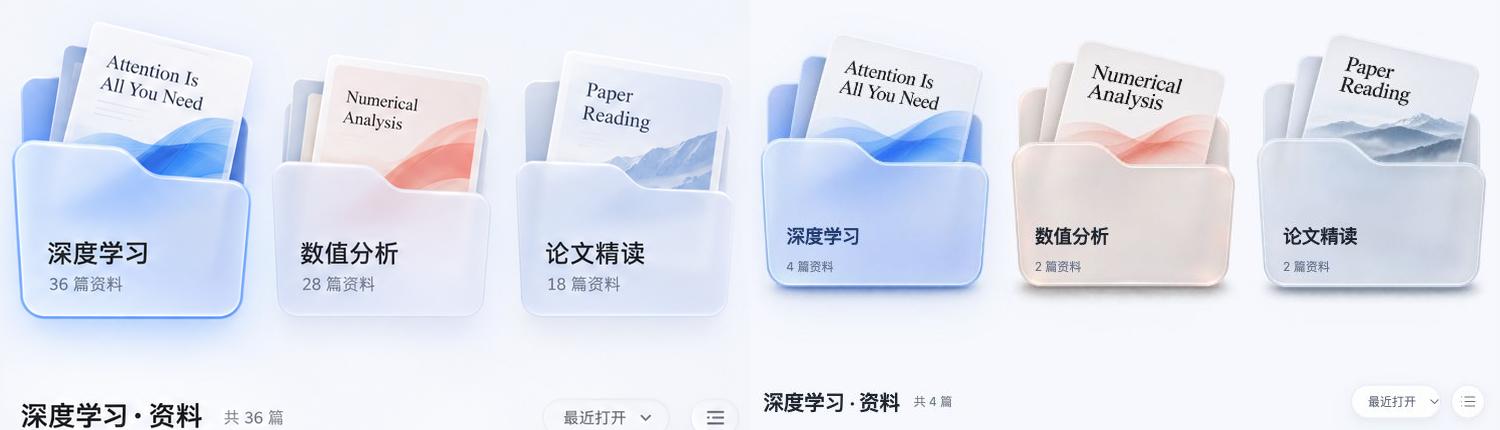 Attention Is
All You Need
深度学习
36 篇资料
Numerical
Analysis
数值分析
28 篇资料
Paper
Reading
论文精读
18 篇资料
深度学习 · 资料
共 36 篇
最近打开
Attention Is
All You Need
深度学习
4 篇资料
Numerical
Analysis
数值分析
2 篇资料
Paper
Reading
论文精读
2 篇资料
深度学习 · 资料
共 4 篇
最近打开